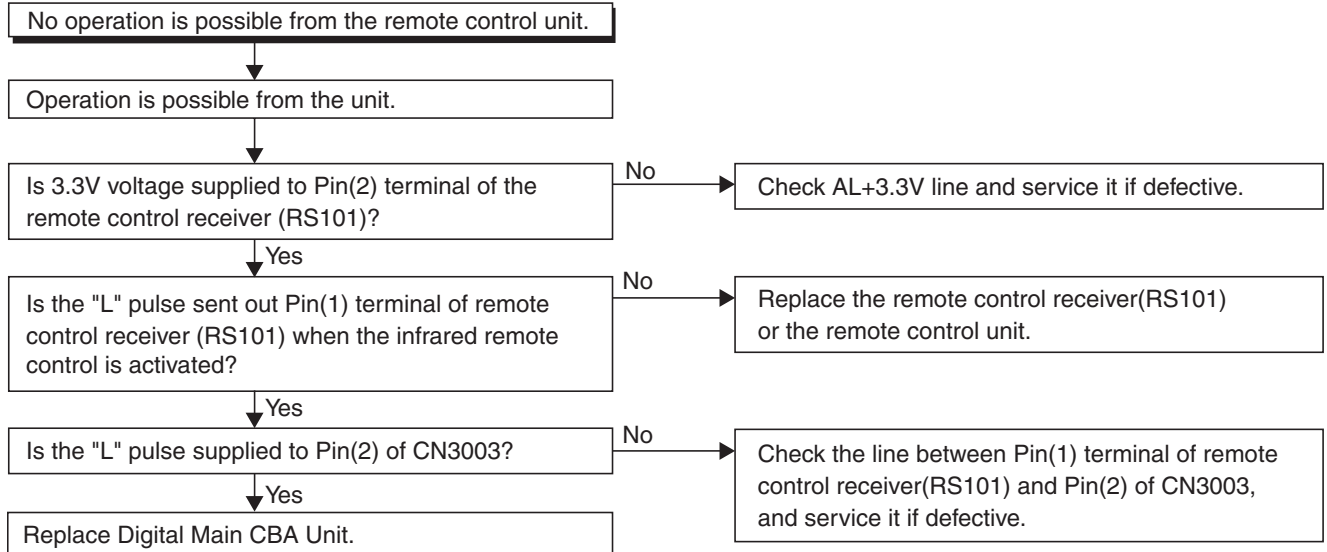 No operation is possible from the remote control unit.
Operation is possible from the unit.
Is 3.3V voltage supplied to Pin(2) terminal of the
remote control receiver (RS101)?
No
Check AL+3.3V line and service it if defective.
Yes
Is the "L" pulse sent out Pin(1) terminal of remote
control receiver (RS101) when the infrared remote
control is activated?
No
Replace the remote control receiver(RS101)
or the remote control unit.
Yes
Is the "L" pulse supplied to Pin(2) of CN3003?
No
Check the line between Pin(1) terminal of remote
control receiver(RS101) and Pin(2) of CN3003,
and service it if defective.
Yes
Replace Digital Main CBA Unit.